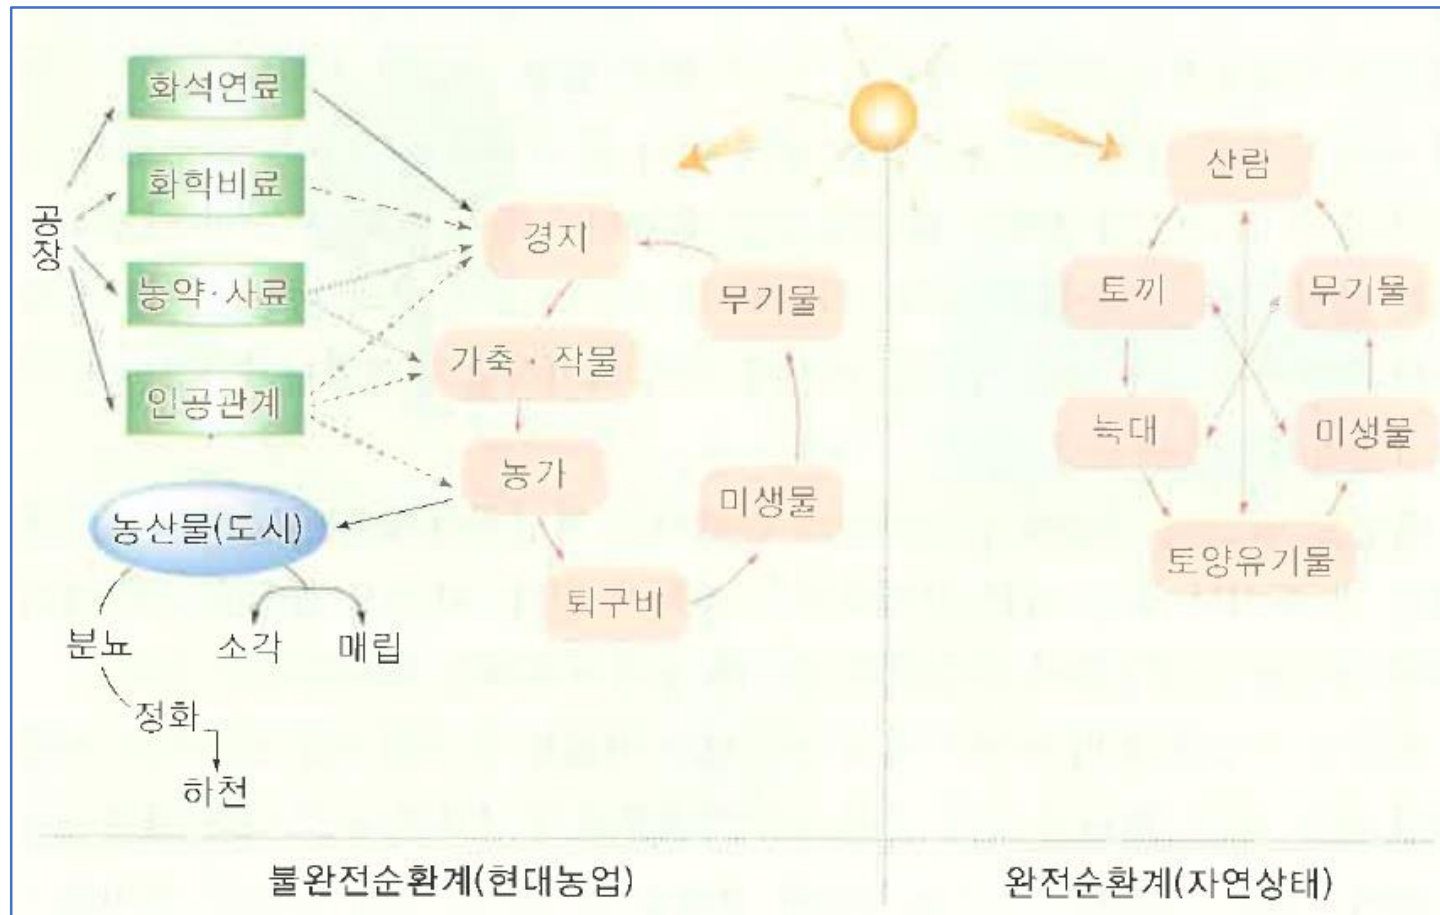 화석연료
화학비료
공장
농약·사료
인공관계
경지
무기물
가축·작물
농가
미생물
퇴구비
농산물(도시)
분뇨
소각
매립
정화
하천
불완전순환계(현대농업)
산림
토끼
무기물
늑대
미생물
토양유기물
완전순환계(자연상태)